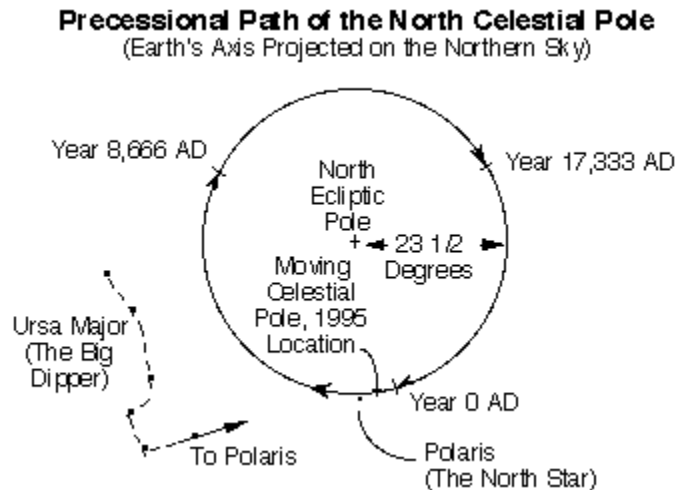 Precessional Path of the North Celestial Pole
(Earth's Axis Projected on the Northern Sky)
Year 8,666 AD
Year 17,333 AD
North
Ecliptic
Pole
+
23 1/2
Degrees
Moving
Celestial
Pole, 1995
Location
Ursa Major
(The Big
Dipper)
Year 0 AD
To Polaris
Polaris
(The North Star)